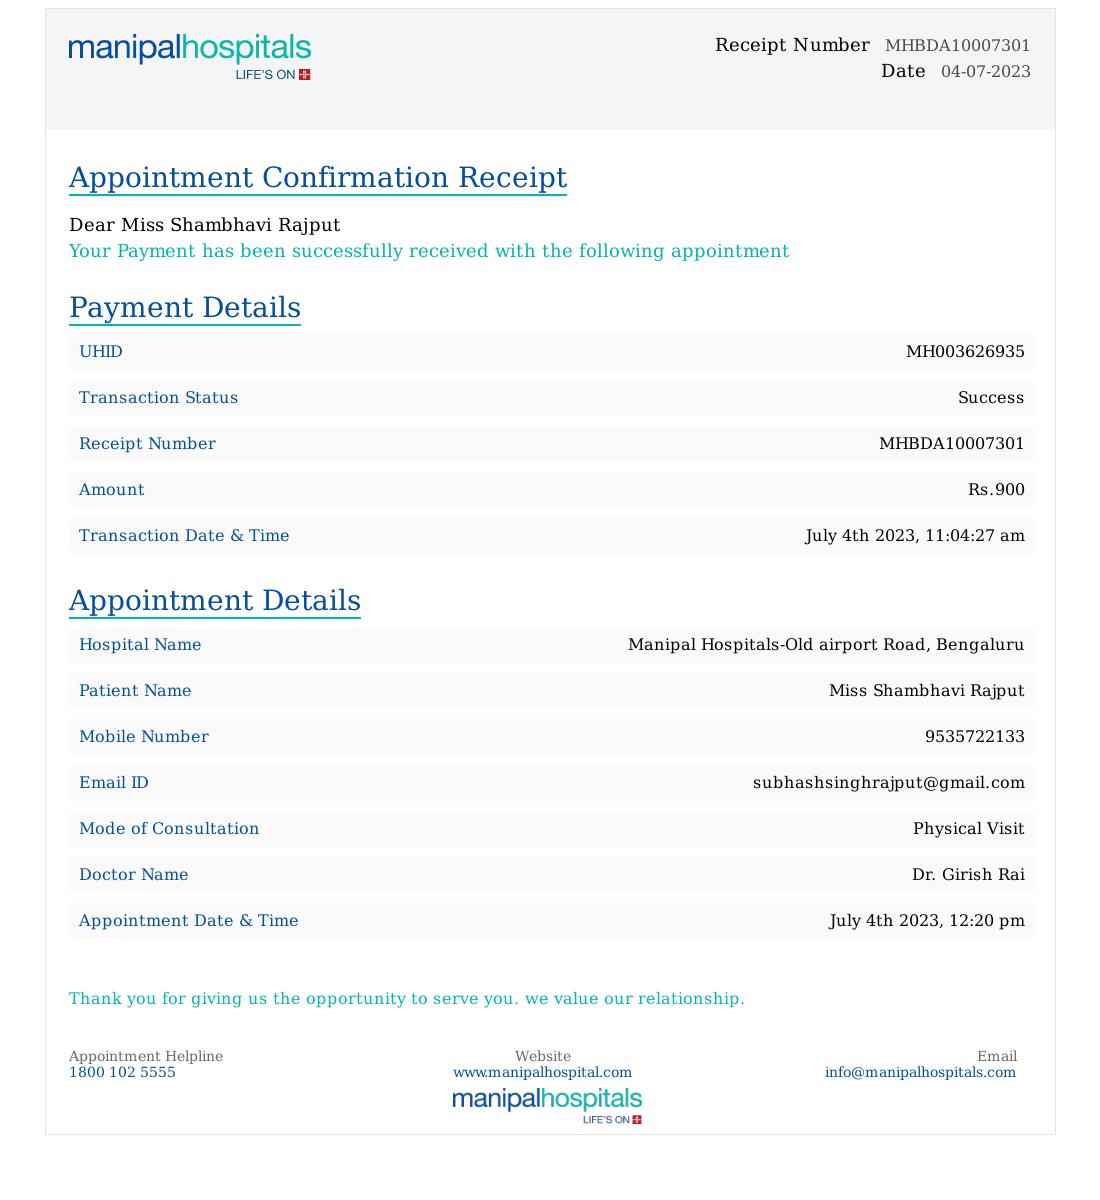 manipalhospitals
LIFE'S ON
Receipt Number MHBDA10007301
Date 04-07-2023
Appointment Confirmation Receipt
Dear Miss Shambhavi Rajput
Your Payment has been successfully received with the following appointment
Payment Details
UHID MH003626935
Transaction Status Success
Receipt Number MHBDA10007301
Amount Rs.900
Transaction Date & Time July 4th 2023, 11:04:27 am
Appointment Details
Hospital Name Manipal Hospitals-Old airport Road, Bengaluru
Patient Name Miss Shambhavi Rajput
Mobile Number 9535722133
Email ID subhashsinghrajput@gmail.com
Mode of Consultation Physical Visit
Doctor Name Dr. Girish Rai
Appointment Date & Time July 4th 2023, 12:20 pm
Thank you for giving us the opportunity to serve you. we value our relationship.
Appointment Helpline Website Email
1800 102 5555 www.manipalhospital.com info@manipalhospitals.com
manipalhospitals
LIFE'S ON